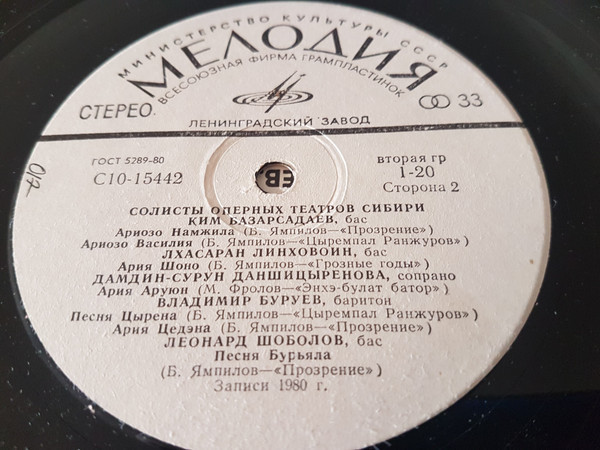 МИНИСТЕРСТВО КУЛЬТУРЫ СССР
МЕЛОДИЯ
ВСЕСОЮЗНАЯ ФИРМА ГРАМПЛАСТИНОК
СТЕРЕО
33
ЛЕНИНГРАДСКИЙ ЗАВОД
ГОСТ 5289-80
вторая гр
С10-15442
1-20
Сторона 2
СОЛИСТЫ ОПЕРНЫХ ТЕАТРОВ СИБИРИ
КИМ БАЗАРСАДАЕВ, бас
Ариозо Намжила (Б. Ямпилов—«Прозрение»)
Ариозо Василия (Б. Ямпилов—«Цыремпал Ранжуров»)
ЛХАСАРАН ЛИНХОВОИН, бас
Ария Шоно (Б. Ямпилов—«Грозные годы»)
ДАМДИН-СУРУН ДАНШИЦЫРЕНОВА, сопрано
Ария Аруюн (М. Фролов—«Энхэ-булат батор»)
ВЛАДИМИР БУРУЕВ, баритон
Песня Цырена (Б. Ямпилов—«Цыремпал Ранжуров»)
Ария Цедэна (Б. Ямпилов—«Прозрение»)
ЛЕОНАРД ШОБОЛОВ, бас
Песня Бурьяла
(Б. Ямпилов—«Прозрение»)
Записи 1980 г.